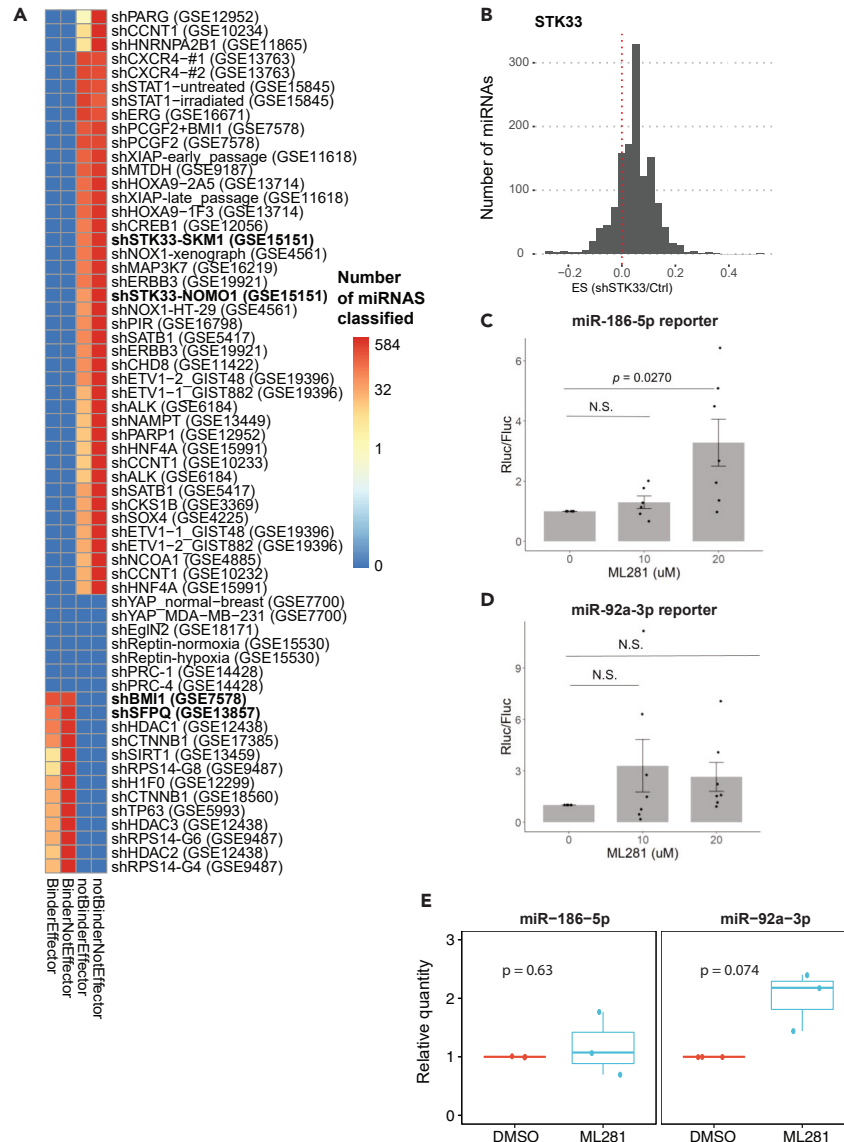 A
shPARG (GSE12952)
shCCNT1 (GSE10234)
shHNRNPA2B1 (GSE11865)
shCXCR4−#1 (GSE13763)
shCXCR4−#2 (GSE13763)
shSTAT1−untreated (GSE15845)
shSTAT1−irradiated (GSE15845)
shERG (GSE16671)
shPCGF2+BMI1 (GSE7578)
shPCGF2 (GSE7578)
shXIAP−early_passage (GSE11618)
shMTDH (GSE9187)
shHOXA9−2A5 (GSE13714)
shXIAP−late_passage (GSE11618)
shHOXA9−1F3 (GSE13714)
shCREB1 (GSE12056)
shSTK33-SKM1 (GSE15151)
shNOX1−xenograph (GSE4561)
shMAP3K7 (GSE16219)
shERBB3 (GSE19921)
shSTK33-NOMO1 (GSE15151)
shNOX1−HT−29 (GSE4561)
shPIR (GSE16798)
shSATB1 (GSE5417)
shERBB3 (GSE19921)
shCHD8 (GSE11422)
shETV1−2_GIST48 (GSE19396)
shETV1−1_GIST882 (GSE19396)
shALK (GSE6184)
shNAMPT (GSE13449)
shPARP1 (GSE12952)
shHNF4A (GSE15991)
shCCNT1 (GSE10233)
shALK (GSE6184)
shSATB1 (GSE5417)
shCKS1B (GSE3369)
shSOX4 (GSE4225)
shETV1−1_GIST48 (GSE19396)
shETV1−2_GIST882 (GSE19396)
shNCOA1 (GSE4885)
shCCNT1 (GSE10232)
shHNF4A (GSE15991)
shYAP_normal−breast (GSE7700)
shYAP_MDA−MB−231 (GSE7700)
shEglN2 (GSE18171)
shReptin−normoxia (GSE15530)
shReptin−hypoxia (GSE15530)
shPRC−1 (GSE14428)
shPRC−4 (GSE14428)
shBMI1 (GSE7578)
shSFPQ (GSE13857)
shHDAC1 (GSE12438)
shCTNNB1 (GSE17385)
shSIRT1 (GSE13459)
shRPS14−G8 (GSE9487)
shH1F0 (GSE12299)
shCTNNB1 (GSE18560)
shTP63 (GSE5993)
shHDAC3 (GSE12438)
shRPS14−G6 (GSE9487)
shHDAC2 (GSE12438)
shRPS14−G4 (GSE9487)
BinderEffector
BinderNotEffector
notBinderEffector
notBinderNotEffector
Number
of miRNAS
classified
584
32
1
0
B
STK33
Number of miRNAs
300
200
100
0
−0.2
0.0
0.2
0.4
ES (shSTK33/Ctrl)
C
miR-186-5p reporter
Rluc/Fluc
6
4
2
0
p = 0.0270
N.S.
0
10
20
ML281 (uM)
D
miR-92a-3p reporter
Rluc/Fluc
9
6
3
0
N.S.
N.S.
0
10
20
ML281 (uM)
E
miR−186−5p
miR−92a−3p
Relative quantity
3
2
1
0
p = 0.63
p = 0.074
DMSO
ML281
DMSO
ML281